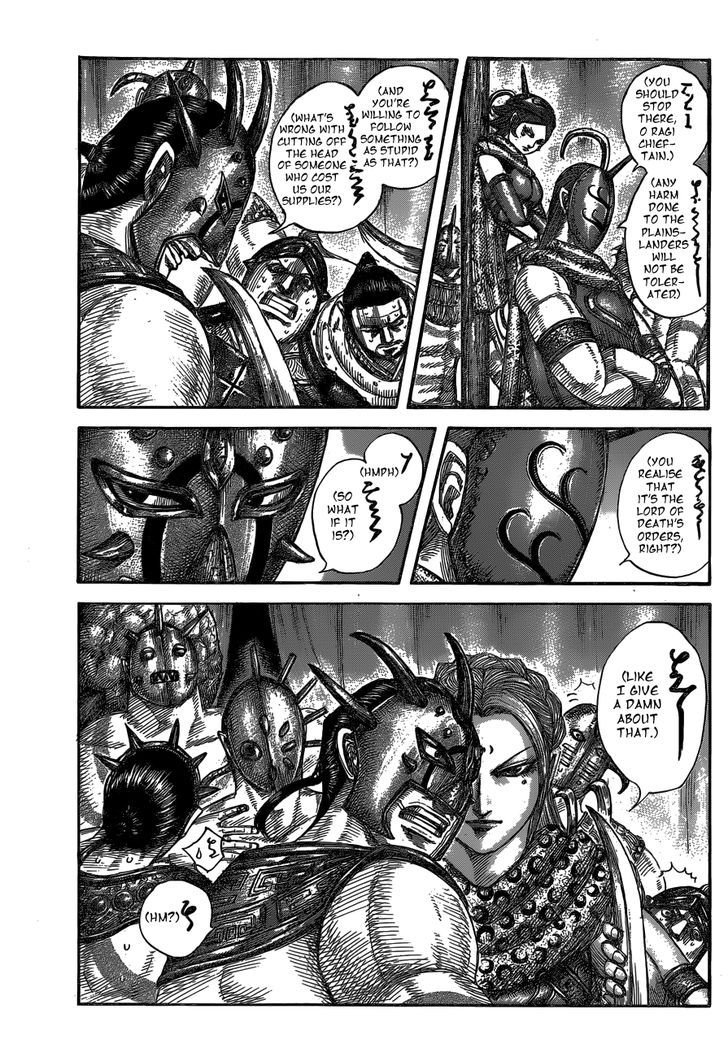 (YOU
SHOULD
STOP
THERE,
O RAGI
CHIEF-
TAIN.)
(ANY
HARM
DONE
TO THE
PLAINS-
LANDERS
WILL
NOT BE
TOLER-
ATED)
(AND
YOU'RE
WILLING TO
FOLLOW
SOMETHING
AS STUPID
AS THAT?)
(WHAT'S
WRONG WITH
CUTTING OFF
THE HEAD
OF SOMEONE
WHO COST
US OUR
SUPPLIES?)
(YOU
REALISE
THAT
IT'S THE
LORD OF
DEATH'S
ORDERS,
RIGHT?)
(HMPH)
(SO
WHAT
IF IT
IS?)
(LIKE
I GIVE
A DAMN
ABOUT
THAT.)
(HM?)